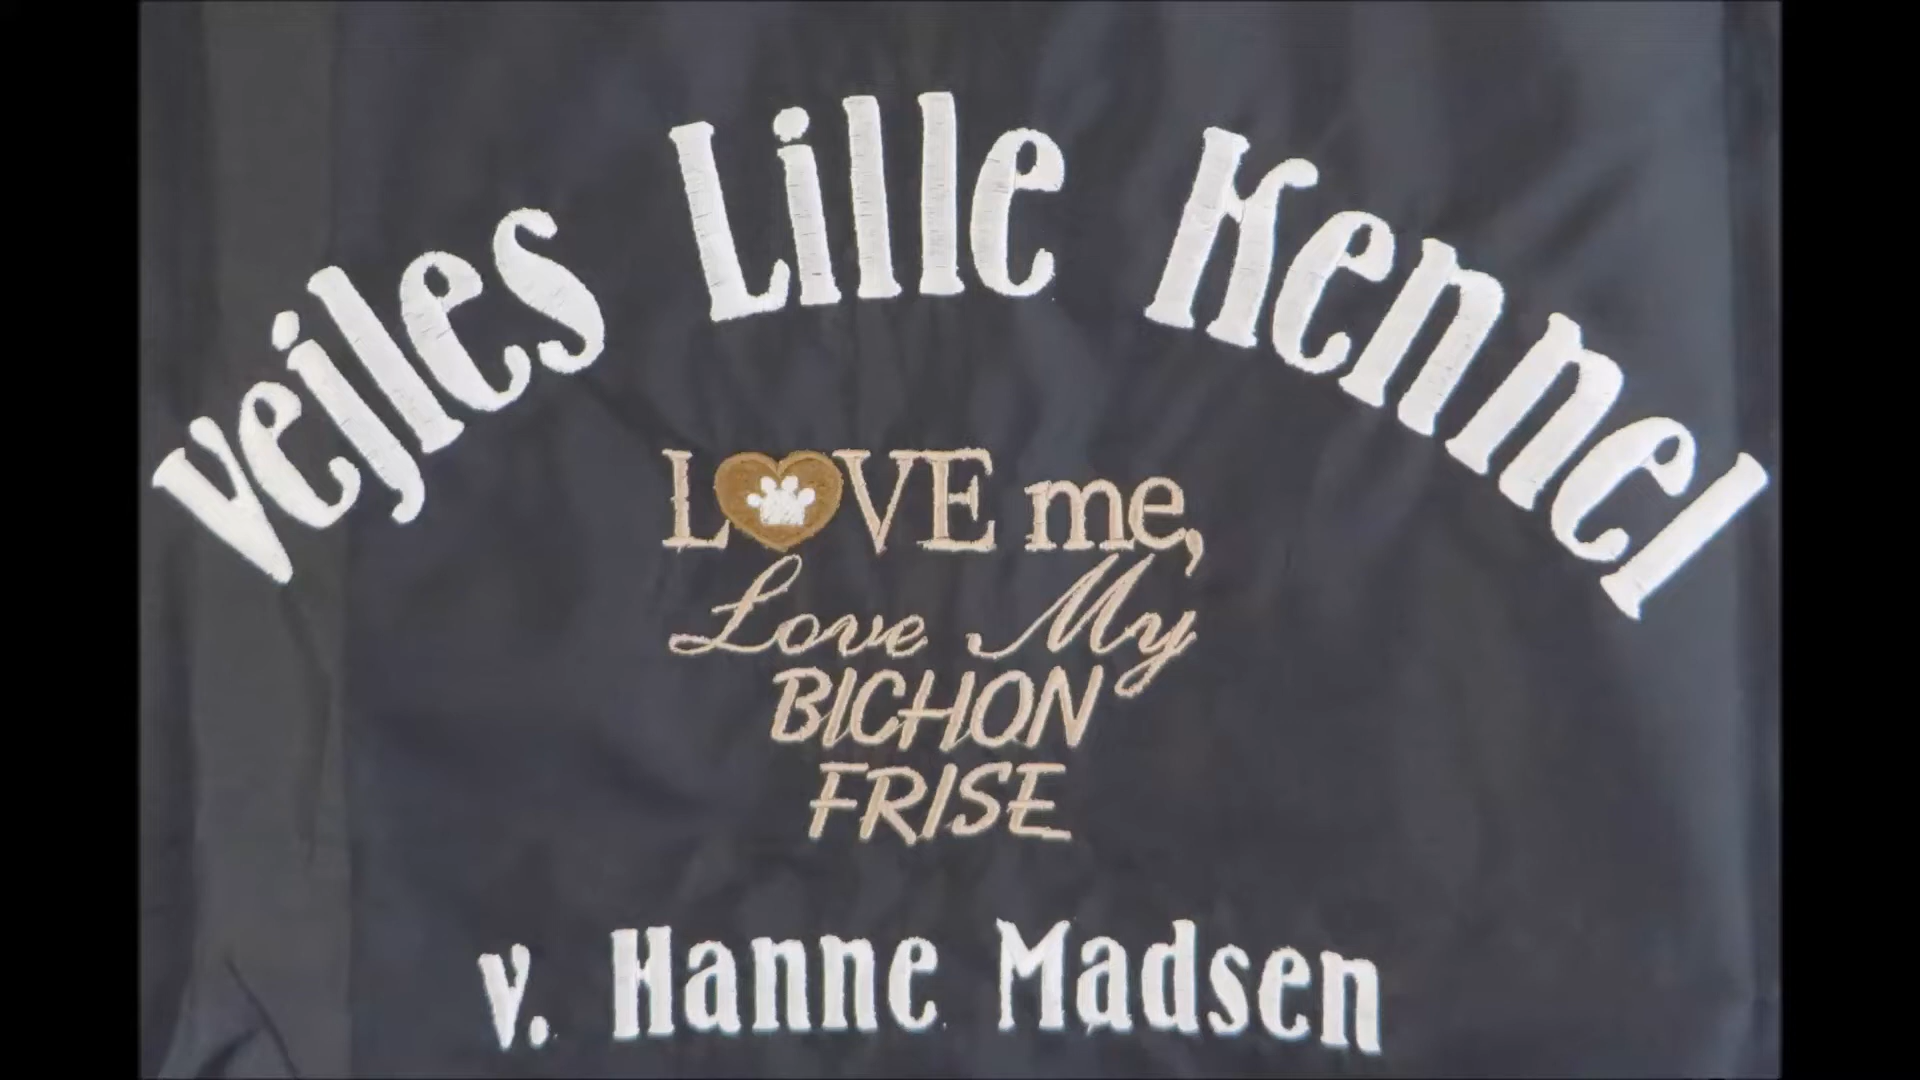 vejles Lille Kennel
LOVE me,
Love My
BICHON
FRISE
v. Hanne Madsen